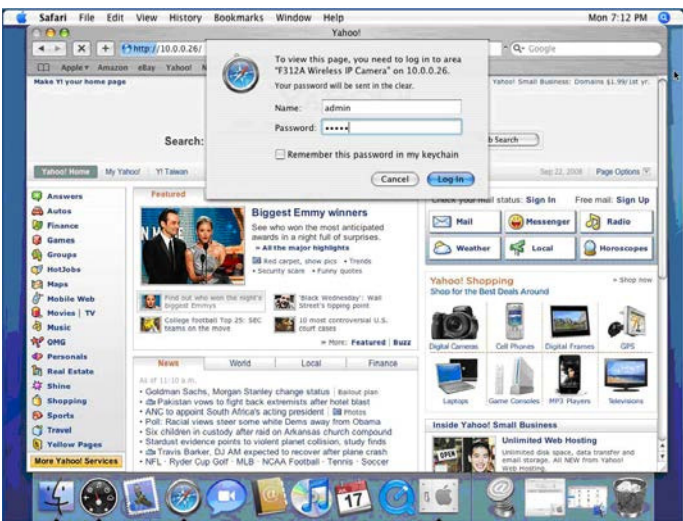 Safari File Edit View History Bookmarks Window Help Mon 7:12 PM
Yahoo!
http://10.0.0.26/
Google
Apple Amazon eBay Yahoo!
To view this page, you need to log in to area
"F312A Wireless IP Camera" on 10.0.0.26.
Your password will be sent in the clear.
Name: admin
Password: •••••
Remember this password in my keychain
Cancel Log In
Make Y! your home page
Yahoo! Small Business: Domains $1.99/1st yr.
Search:
b Search
Yahoo! Home My Yahoo! Y! Taiwan Sep 22, 2008 Page Options
Answers
Autos
Finance
Games
Groups
HotJobs
Maps
Mobile Web
Movies | TV
Music
OMG
Personals
Real Estate
Shine
Shopping
Sports
Travel
Yellow Pages
More Yahoo! Services
Featured
Biggest Emmy winners
See who won the most anticipated
awards in a night full of surprises.
» All the major highlights
Red carpet, show pics • Trends
• Security scare • Funny quotes
Find out who won the night's
biggest Emmys
'Black Wednesday': Wall
Street's tipping point
College football Top 25: SEC
teams on the move
10 most controversial U.S.
court cases
» More: Featured | Buzz
News World Local Finance
As of 11:10 a.m.
• Goldman Sachs, Morgan Stanley change status | Bailout plan
• Pakistan vows to fight back extremists after hotel blast
• ANC to appoint South Africa's acting president | Photos
• Poll: Racial views steer some white Dems away from Obama
• Six children in custody after raid on Arkansas church compound
• Stardust evidence points to violent planet collision, study finds
• Travis Barker, DJ AM expected to recover after plane crash
• NFL · Ryder Cup Golf · MLB · NCAA Football · Tennis · Soccer
Check your mail status: Sign In Free mail: Sign Up
Mail Messenger Radio
Weather Local Horoscopes
Yahoo! Shopping » Shop now
Shop for the Best Deals Around
Digital Cameras Cell Phones Digital Frames GPS
Laptops Game Consoles MP3 Players Televisions
Inside Yahoo! Small Business
Unlimited Web Hosting
Unlimited disk space, data transfer and
email storage. All NEW from Yahoo!
Web Hosting.
OPEN
17